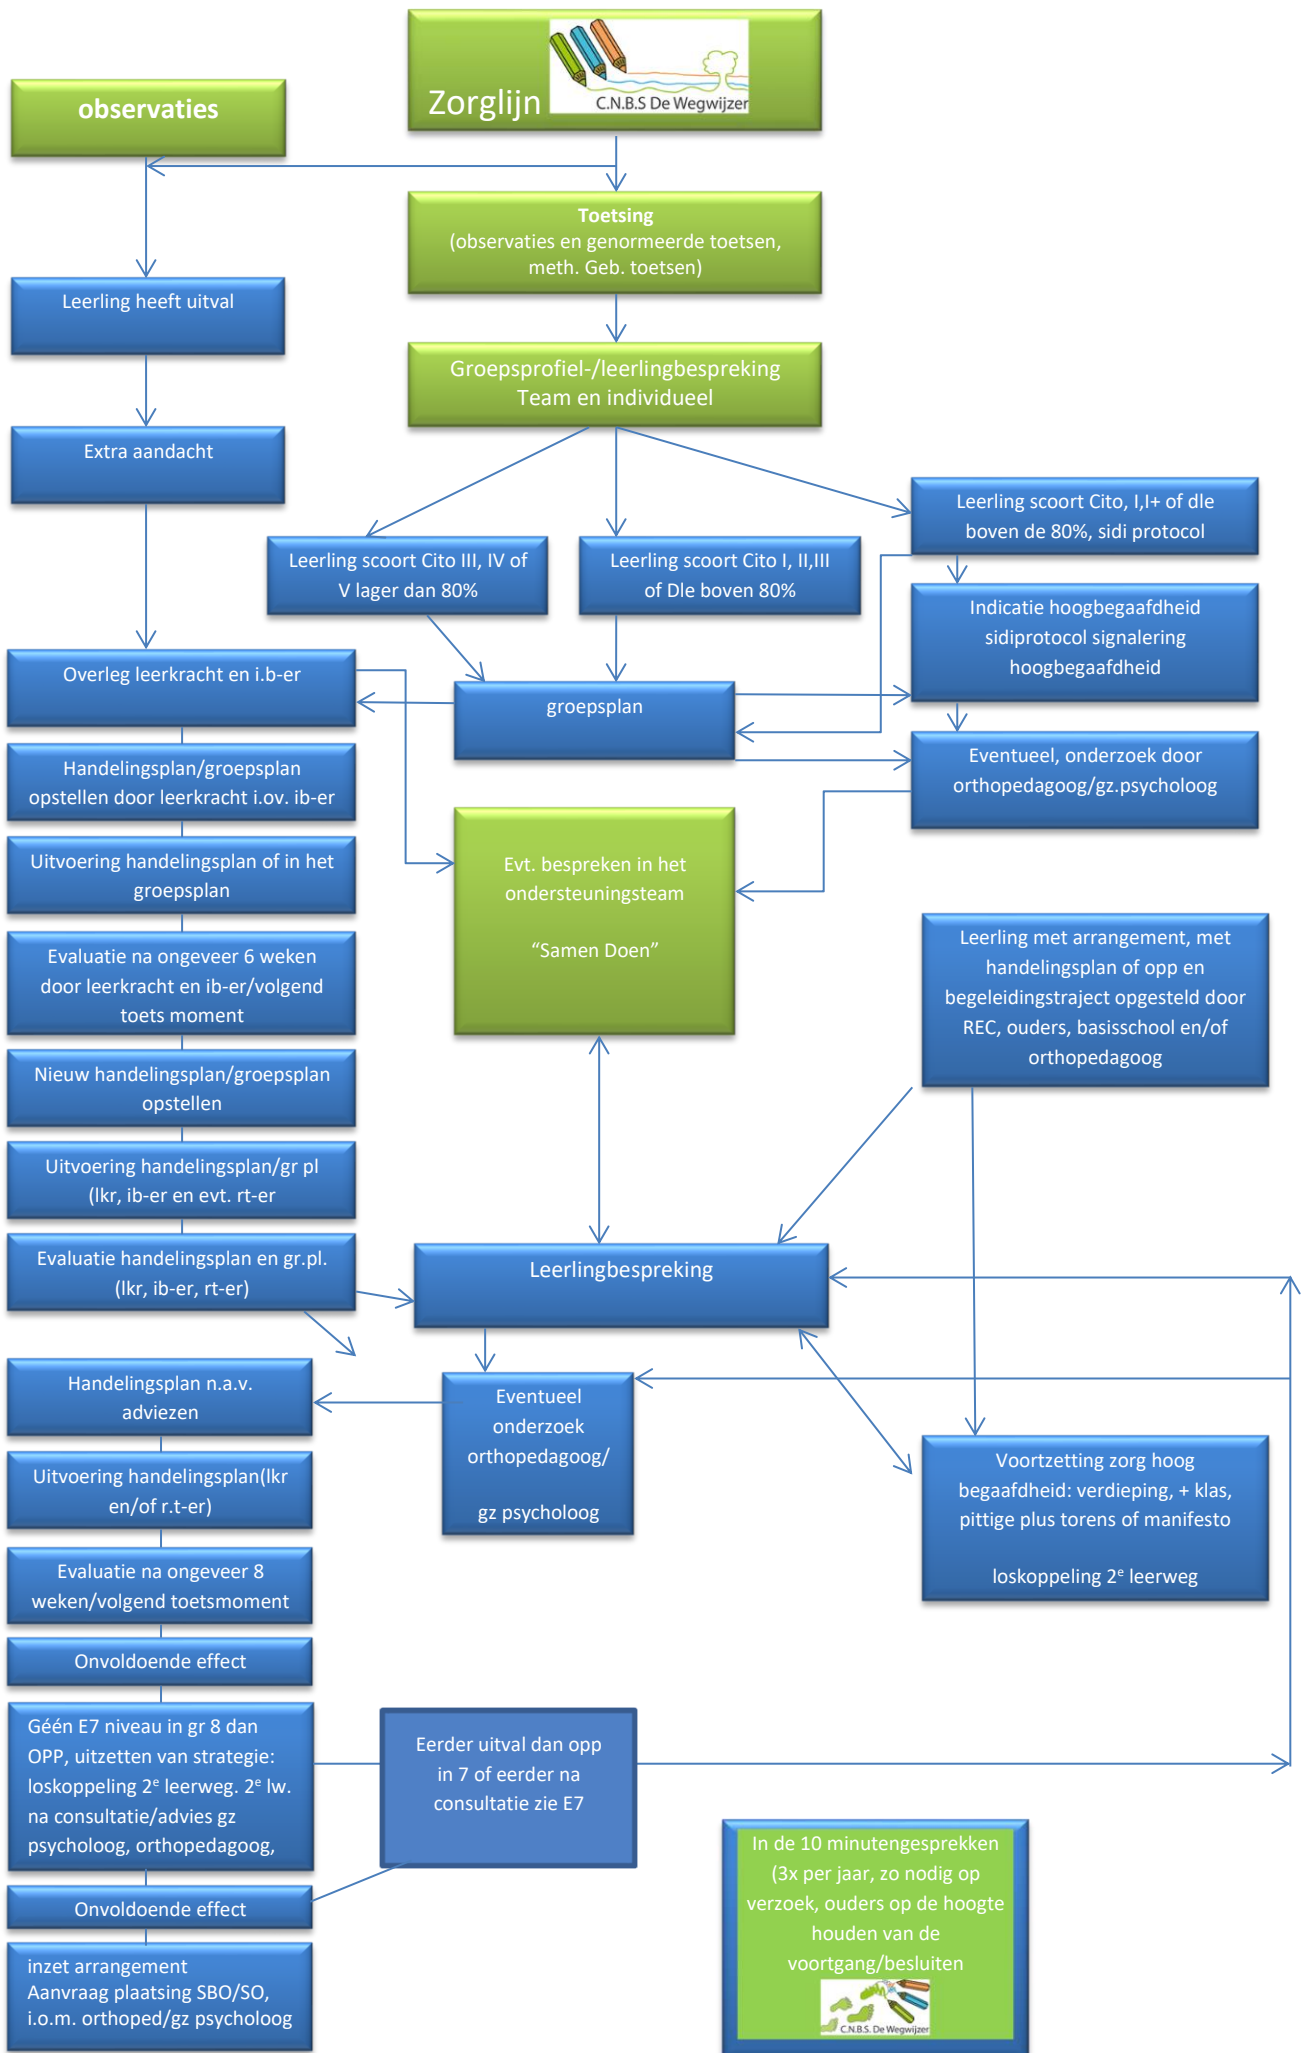 Zorglijn
C.N.B.S De Wegwijzer
observaties
Toetsing
(observaties en genormeerde toetsen,
meth. Geb. toetsen)
Leerling heeft uitval
Groepsprofiel-/leerlingbespreking
Team en individueel
Extra aandacht
Leerling scoort Cito, I,I+ of dle
boven de 80%, sidi protocol
Leerling scoort Cito III, IV of
V lager dan 80%
Leerling scoort Cito I, II,III
of Dle boven 80%
Indicatie hoogbegaafdheid
sidiprotocol signalering
hoogbegaafdheid
Overleg leerkracht en i.b-er
groepsplan
Eventueel, onderzoek door
orthopedagoog/gz.psycholoog
Handelingsplan/groepsplan
opstellen door leerkracht i.ov. ib-er
Uitvoering handelingsplan of in het
groepsplan
Evt. bespreken in het
ondersteuningsteam
“Samen Doen”
Evaluatie na ongeveer 6 weken
door leerkracht en ib-er/volgend
toets moment
Leerling met arrangement, met
handelingsplan of opp en
begeleidingstraject opgesteld door
REC, ouders, basisschool en/of
orthopedagoog
Nieuw handelingsplan/groepsplan
opstellen
Uitvoering handelingsplan/gr pl
(lkr, ib-er en evt. rt-er
Evaluatie handelingsplan en gr.pl.
(lkr, ib-er, rt-er)
Leerlingbespreking
Handelingsplan n.a.v.
adviezen
Eventueel
onderzoek
orthopedagoog/
gz psycholoog
Uitvoering handelingsplan(lkr
en/of r.t-er)
Voortzetting zorg hoog
begaafdheid: verdieping, + klas,
pittige plus torens of manifesto
loskoppeling 2e leerweg
Evaluatie na ongeveer 8
weken/volgend toetsmoment
Onvoldoende effect
Géén E7 niveau in gr 8 dan
OPP, uitzetten van strategie:
loskoppeling 2e leerweg. 2e lw.
na consultatie/advies gz
psycholoog, orthopedagoog,
Eerder uitval dan opp
in 7 of eerder na
consultatie zie E7
Onvoldoende effect
inzet arrangement
Aanvraag plaatsing SBO/SO,
i.o.m. orthoped/gz psycholoog
In de 10 minutengesprekken
(3x per jaar, zo nodig op
verzoek, ouders op de hoogte
houden van de
voortgang/besluiten
C.N.B.S. De Wegwijzer